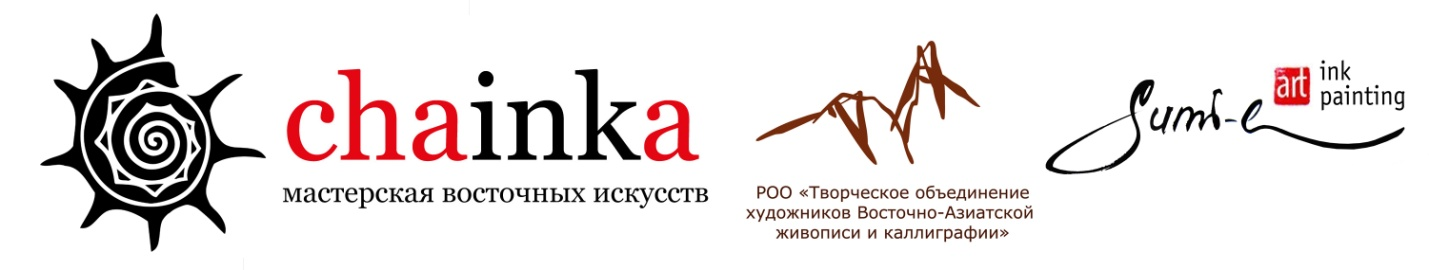 chainka
мастерская восточных искусств
РОО «Творческое объединение
художников Восточно-Азиатской
живописи и каллиграфии»
Sumi-e
art
ink
painting